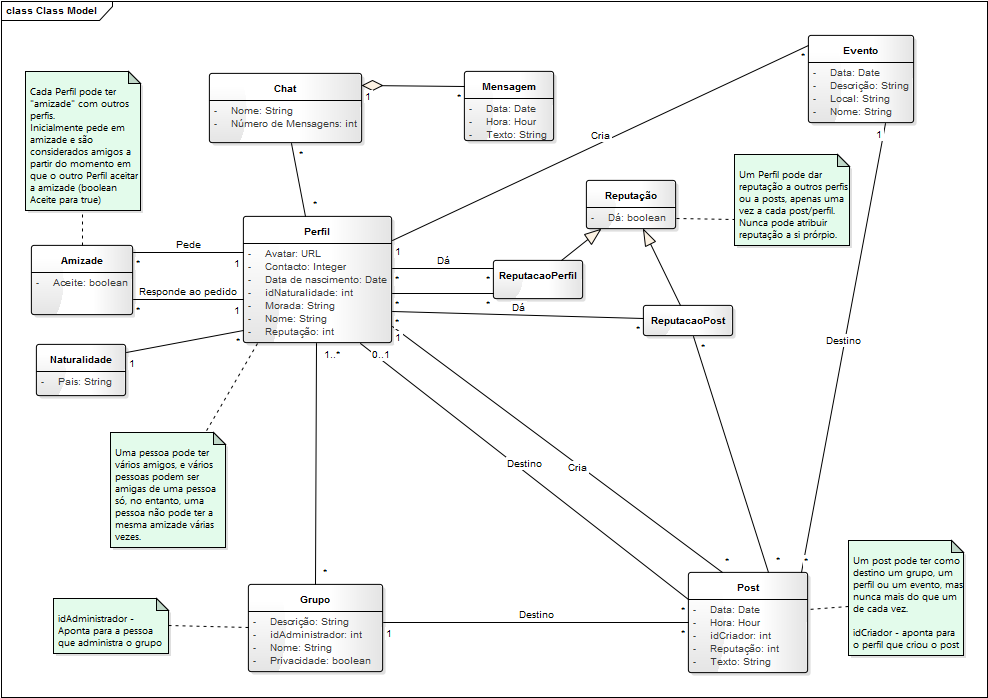 class Class Model
Cada Perfil pode ter
"amizade" com outros
perfis.
Inicialmente pede em
amizade e são
considerados amigos a
partir do momento em
que o outro Perfil aceitar
a amizade (boolean
Aceite para true)
Chat
- Nome: String
- Número de Mensagens: int
1
*
Mensagem
- Data: Date
- Hora: Hour
- Texto: String
Evento
- Data: Date
- Descrição: String
- Local: String
- Nome: String
*
1
Cria
Um Perfil pode dar
reputação a outros perfis
ou a posts, apenas uma
vez a cada post/perfil.
Nunca pode atribuir
reputação a si prórpio.
Reputação
- Dá: boolean
*
*
Perfil
- Avatar: URL
- Contacto: Integer
- Data de nascimento: Date
- idNaturalidade: int
- Morada: String
- Nome: String
- Reputação: int
Amizade
- Aceite: boolean
Pede
* 1
Responde ao pedido
* 1
1
Dá
* *
ReputacaoPerfil
* *
Dá
* *
ReputacaoPost
*
1
Naturalidade
- Pais: String
* 1
1..*
0..1
Destino
Uma pessoa pode ter
vários amigos, e vários
pessoas podem ser
amigas de uma pessoa
só, no entanto, uma
pessoa não pode ter a
mesma amizade várias
vezes.
Destino
Cria
* * *
*
Grupo
- Descrição: String
- idAdministrador: int
- Nome: String
- Privacidade: boolean
idAdministrador -
Aponta para a pessoa
que administra o grupo
Destino
1
*
*
Post
- Data: Date
- Hora: Hour
- idCriador: int
- Reputação: int
- Texto: String
Um post pode ter como
destino um grupo, um
perfil ou um evento, mas
nunca mais do que um
de cada vez.
idCriador - aponta para
o perfil que criou o post